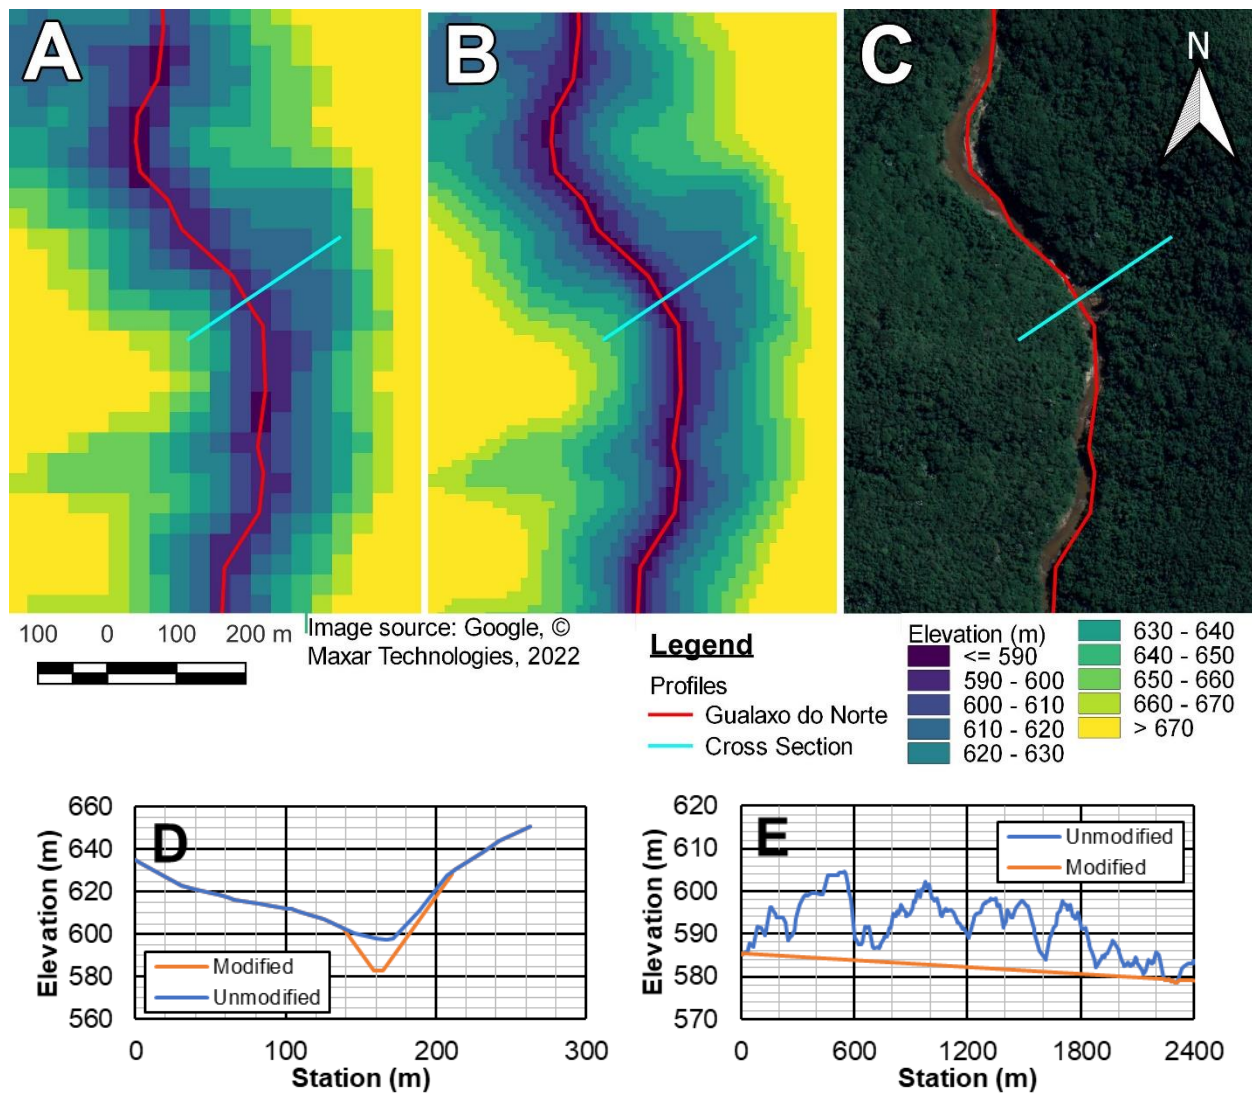 A
B
C
N
100 0 100 200 m
Image source: Google, ©
Maxar Technologies, 2022
Legend
Profiles
Gualaxo do Norte
Cross Section
Elevation (m)
<= 590
590 - 600
600 - 610
610 - 620
620 - 630
630 - 640
640 - 650
650 - 660
660 - 670
> 670
D
Elevation (m)
660
640
620
600
580
560
Modified
Unmodified
0 100 200 300
Station (m)
E
Elevation (m)
620
610
600
590
580
570
Unmodified
Modified
0 600 1200 1800 2400
Station (m)